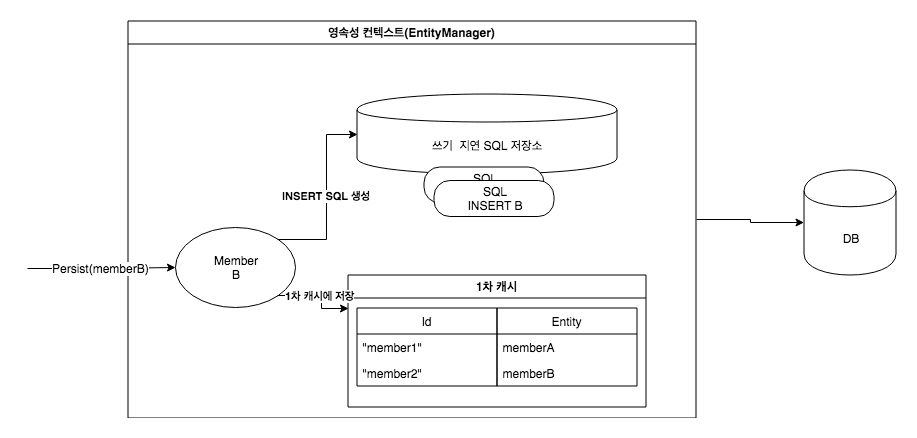 영속성 컨텍스트(EntityManager)
쓰기 지연 SQL 저장소
SQL
SQL
INSERT B
INSERT SQL 생성
Persist(memberB)
Member
B
DB
1차 캐시에 저장
1차 캐시
Id Entity
"member1" memberA
"member2" memberB